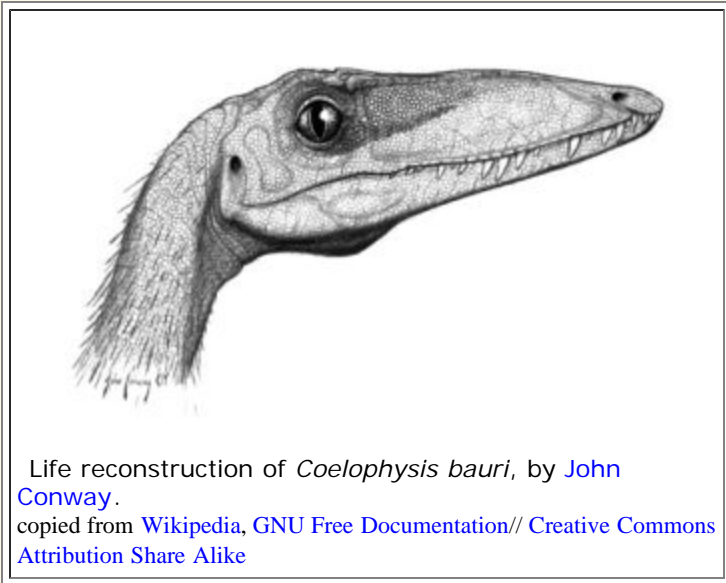 Life reconstruction of Coelophysis bauri, by John
Conway.
copied from Wikipedia, GNU Free Documentation// Creative Commons
Attribution Share Alike